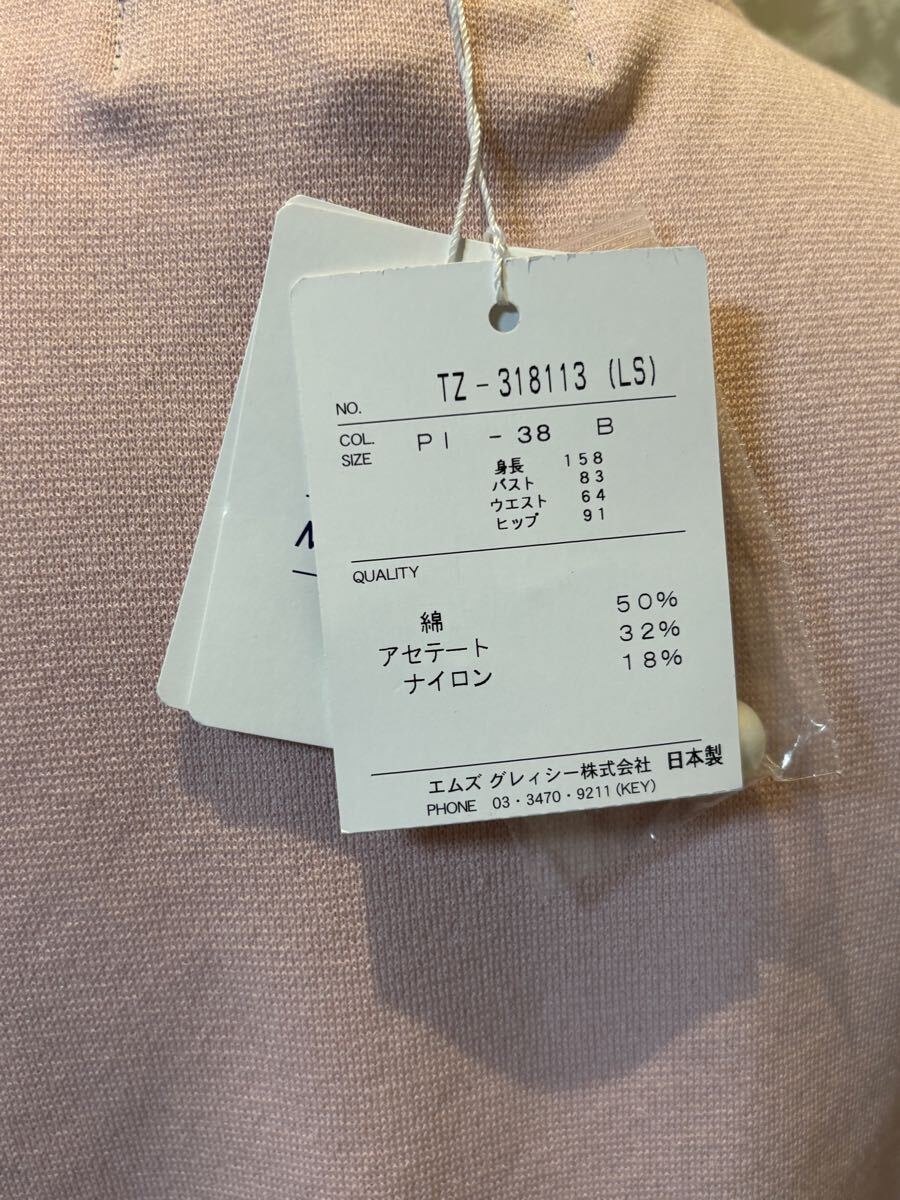 NO. TZ-318113 (LS)
COL. PI -38 B
SIZE
身長 158
バスト 83
ウエスト 64
ヒップ 91
QUALITY
綿 50%
アセテート 32%
ナイロン 18%
エムズ グレィシー株式会社 日本製
PHONE 03・3470・9211(KEY)